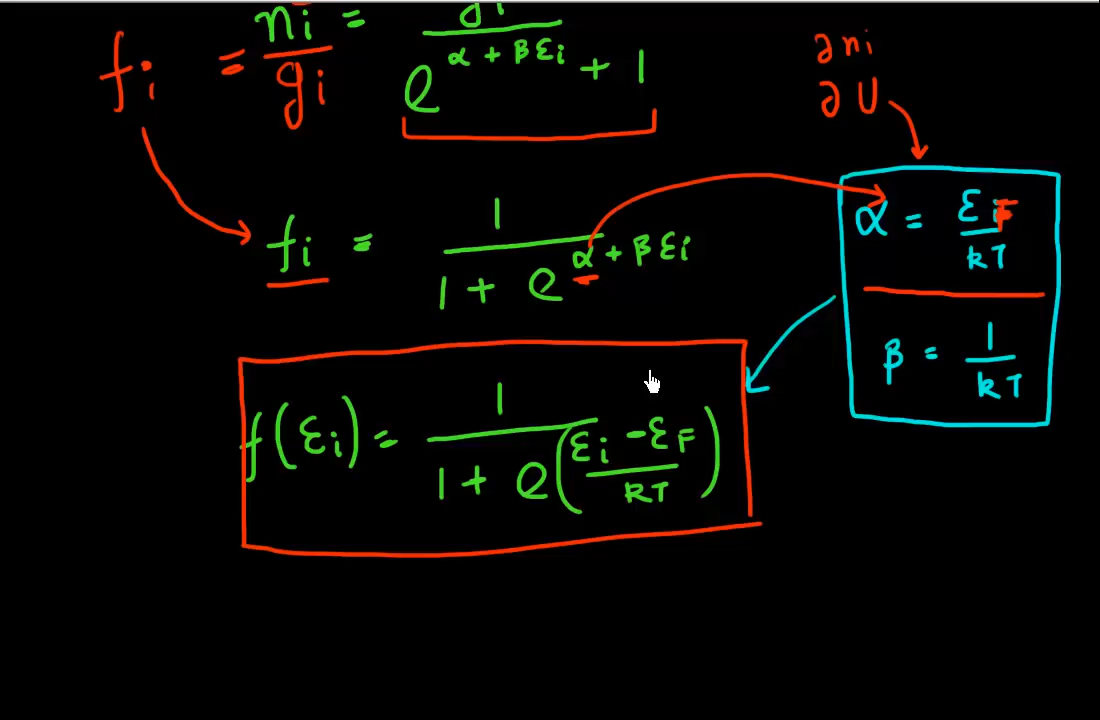 fi = ni/gi = gi/(e^(α + βεi) + 1)
∂ni
∂U
fi = 1/(1 + e^(α + βεi))
α = εF/kT
β = 1/kT
f(εi) = 1/(1 + e^((εi - εF)/kT))